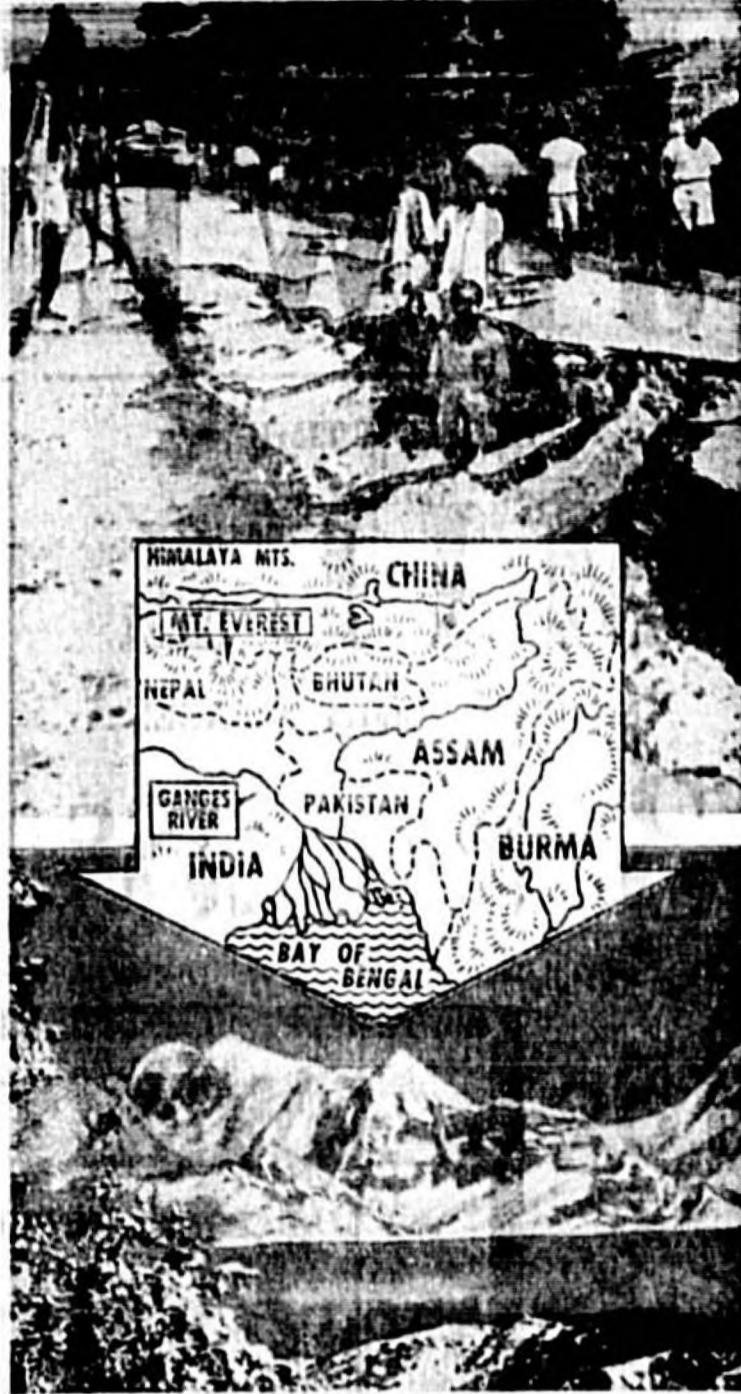 HIMALAYA MTS.
CHINA
MT. EVEREST
NEPAL
BHUTAN
ASSAM
GANGES
RIVER
PAKISTAN
INDIA
BURMA
BAY OF
BENGAL